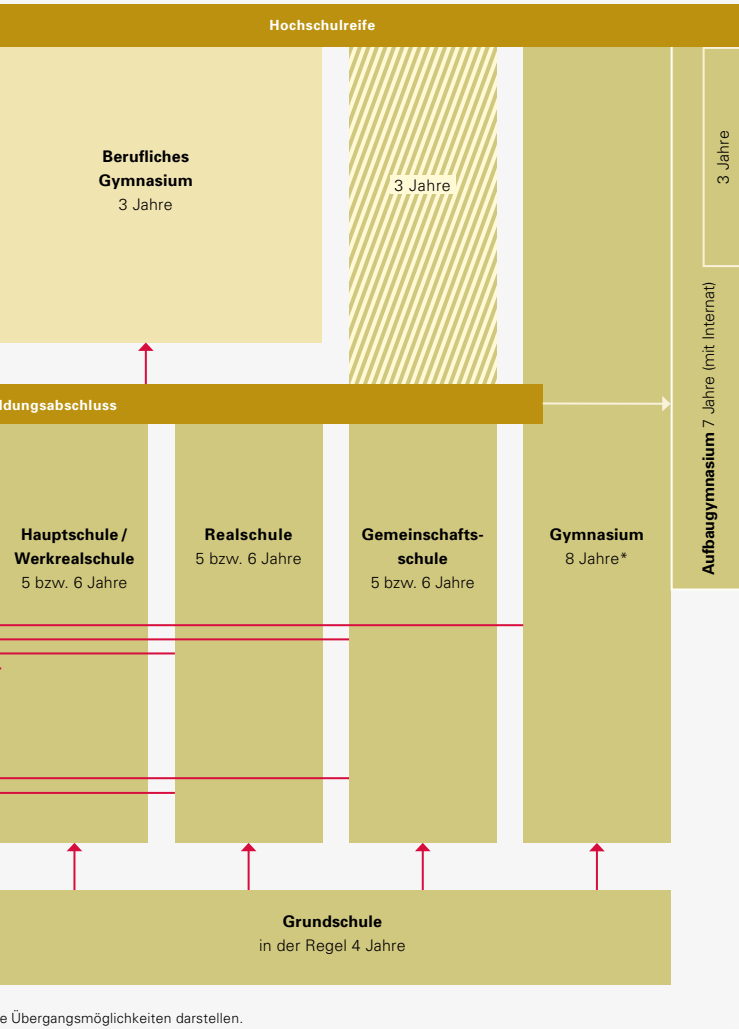 Hochschulreife
Berufliches
Gymnasium
3 Jahre
3 Jahre
3 Jahre
Aufbaugymnasium 7 Jahre (mit Internat)
ldungsabschluss
Hauptschule /
Werkrealschule
5 bzw. 6 Jahre
Realschule
5 bzw. 6 Jahre
Gemeinschafts-
schule
5 bzw. 6 Jahre
Gymnasium
8 Jahre*
Grundschule
in der Regel 4 Jahre
e Übergangsmöglichkeiten darstellen.